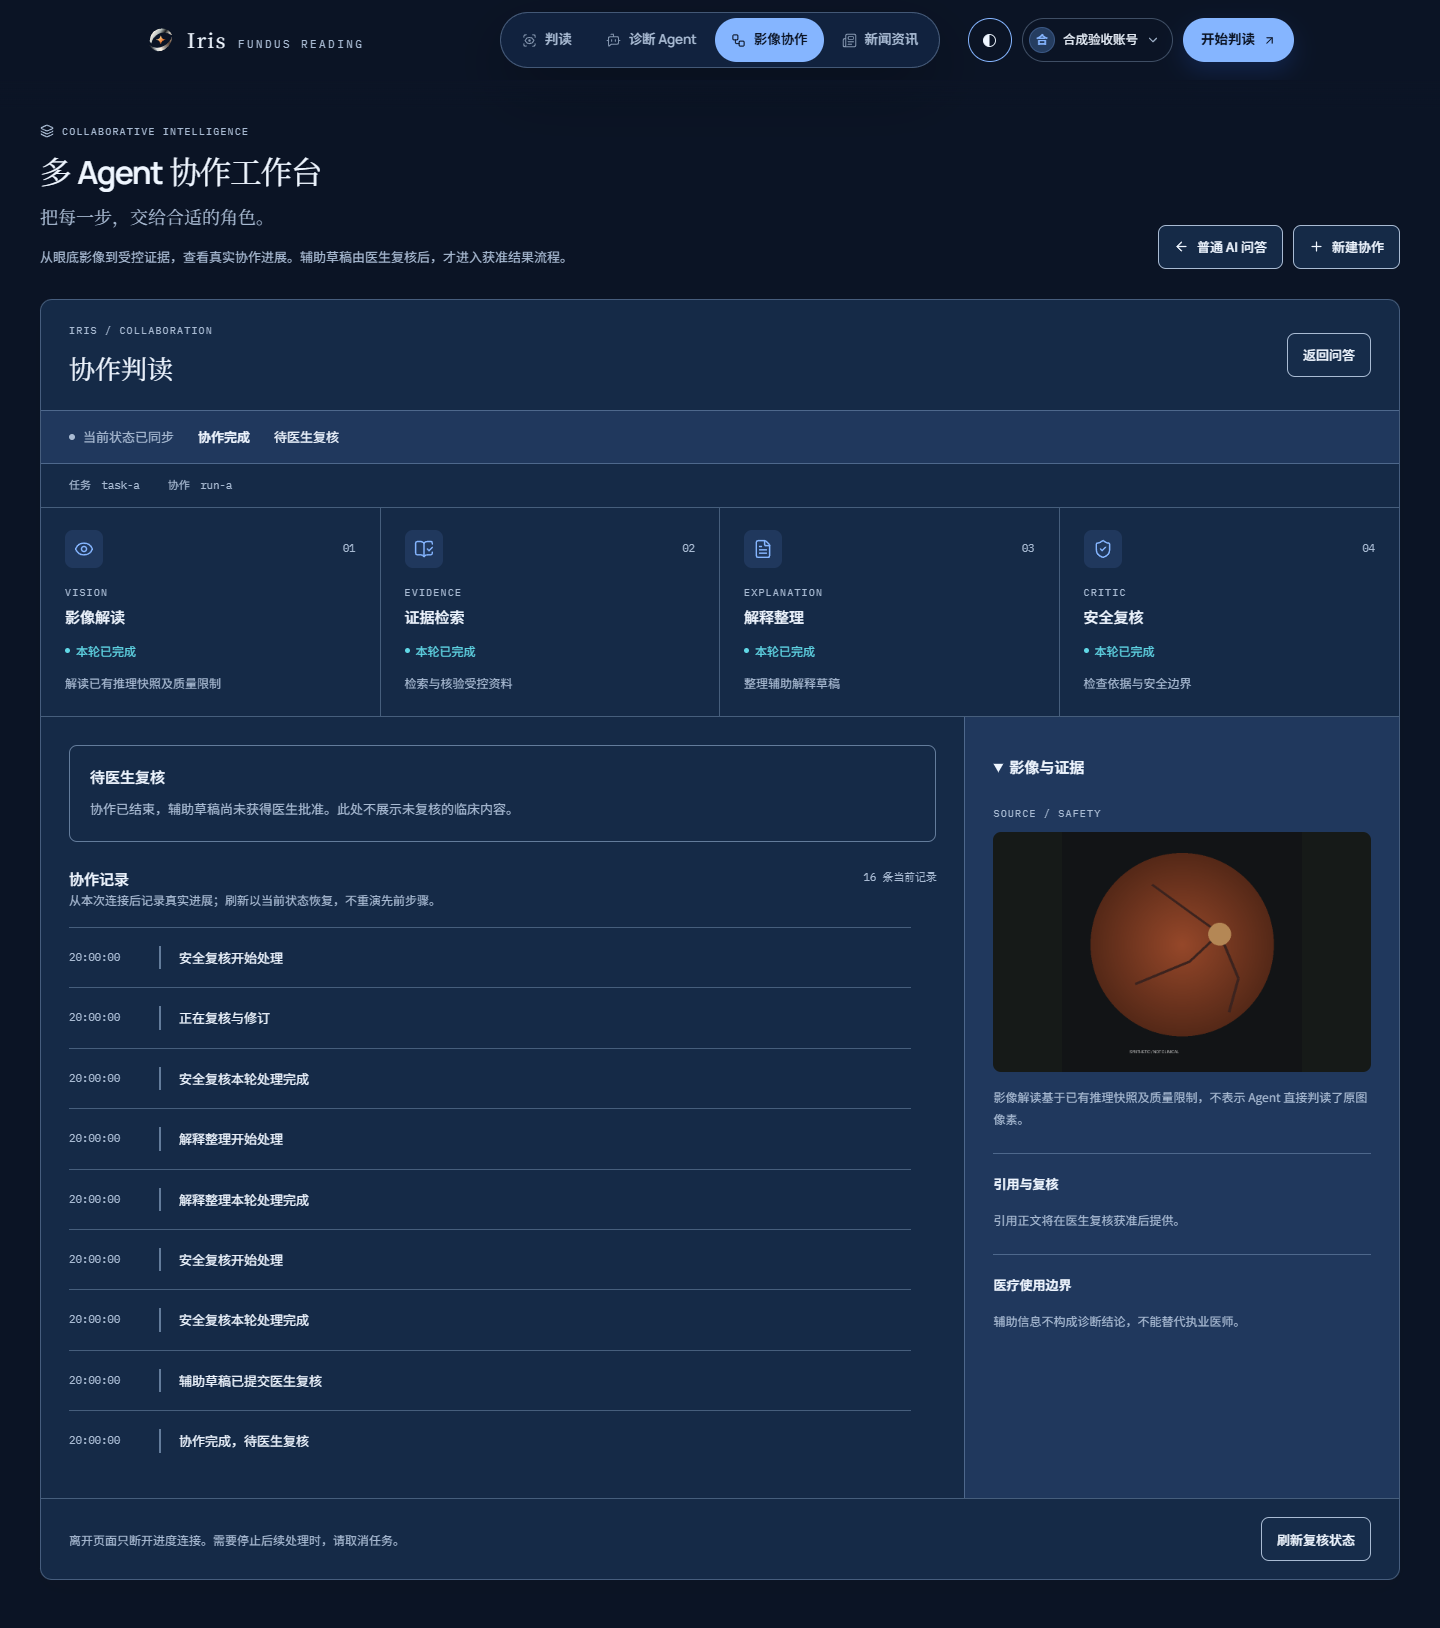 Iris FUNDUS READING
判读
诊断 Agent
影像协作
新闻资讯
合
合成验收账号
开始判读
COLLABORATIVE INTELLIGENCE
多 Agent 协作工作台
把每一步，交给合适的角色。
从眼底影像到受控证据，查看真实协作进展。辅助草稿由医生复核后，才进入获准结果流程。
普通 AI 问答
新建协作
IRIS / COLLABORATION
协作判读
返回问答
当前状态已同步 协作完成 待医生复核
任务 task-a 协作 run-a
01
VISION
影像解读
本轮已完成
解读已有推理快照及质量限制
02
EVIDENCE
证据检索
本轮已完成
检索与核验受控资料
03
EXPLANATION
解释整理
本轮已完成
整理辅助解释草稿
04
CRITIC
安全复核
本轮已完成
检查依据与安全边界
待医生复核
协作已结束，辅助草稿尚未获得医生批准。此处不展示未复核的临床内容。
协作记录
16 条当前记录
从本次连接后记录真实进展；刷新以当前状态恢复，不重演先前步骤。
20:00:00 安全复核开始处理
20:00:00 正在复核与修订
20:00:00 安全复核本轮处理完成
20:00:00 解释整理开始处理
20:00:00 解释整理本轮处理完成
20:00:00 安全复核开始处理
20:00:00 安全复核本轮处理完成
20:00:00 辅助草稿已提交医生复核
20:00:00 协作完成，待医生复核
影像与证据
SOURCE / SAFETY
影像解读基于已有推理快照及质量限制，不表示 Agent 直接判读了原图
像素。
引用与复核
引用正文将在医生复核获准后提供。
医疗使用边界
辅助信息不构成诊断结论，不能替代执业医师。
离开页面只断开进度连接。需要停止后续处理时，请取消任务。
刷新复核状态